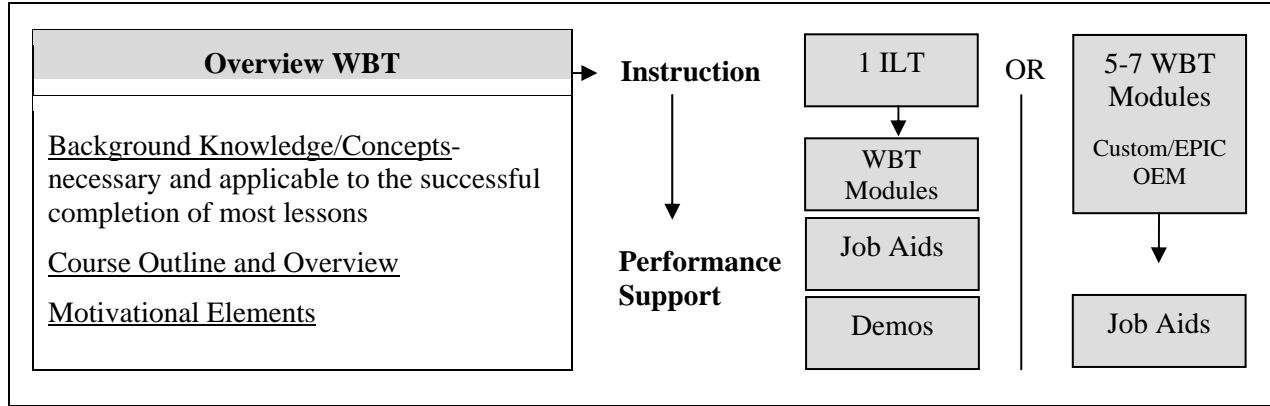 Overview WBT
Background Knowledge/Concepts-
necessary and applicable to the successful
completion of most lessons
Course Outline and Overview
Motivational Elements
Instruction
Performance
Support
1 ILT
WBT
Modules
Job Aids
Demos
OR
5-7 WBT
Modules
Custom/EPIC
OEM
Job Aids